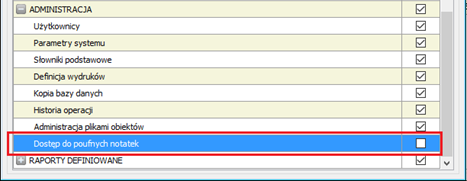 ADMINISTRACJA
Użytkownicy
Parametry systemu
Słowniki podstawowe
Definicja wydruków
Kopia bazy danych
Historia operacji
Administracja plikami obiektów
Dostęp do poufnych notatek
RAPORTY DEFINIOWANE